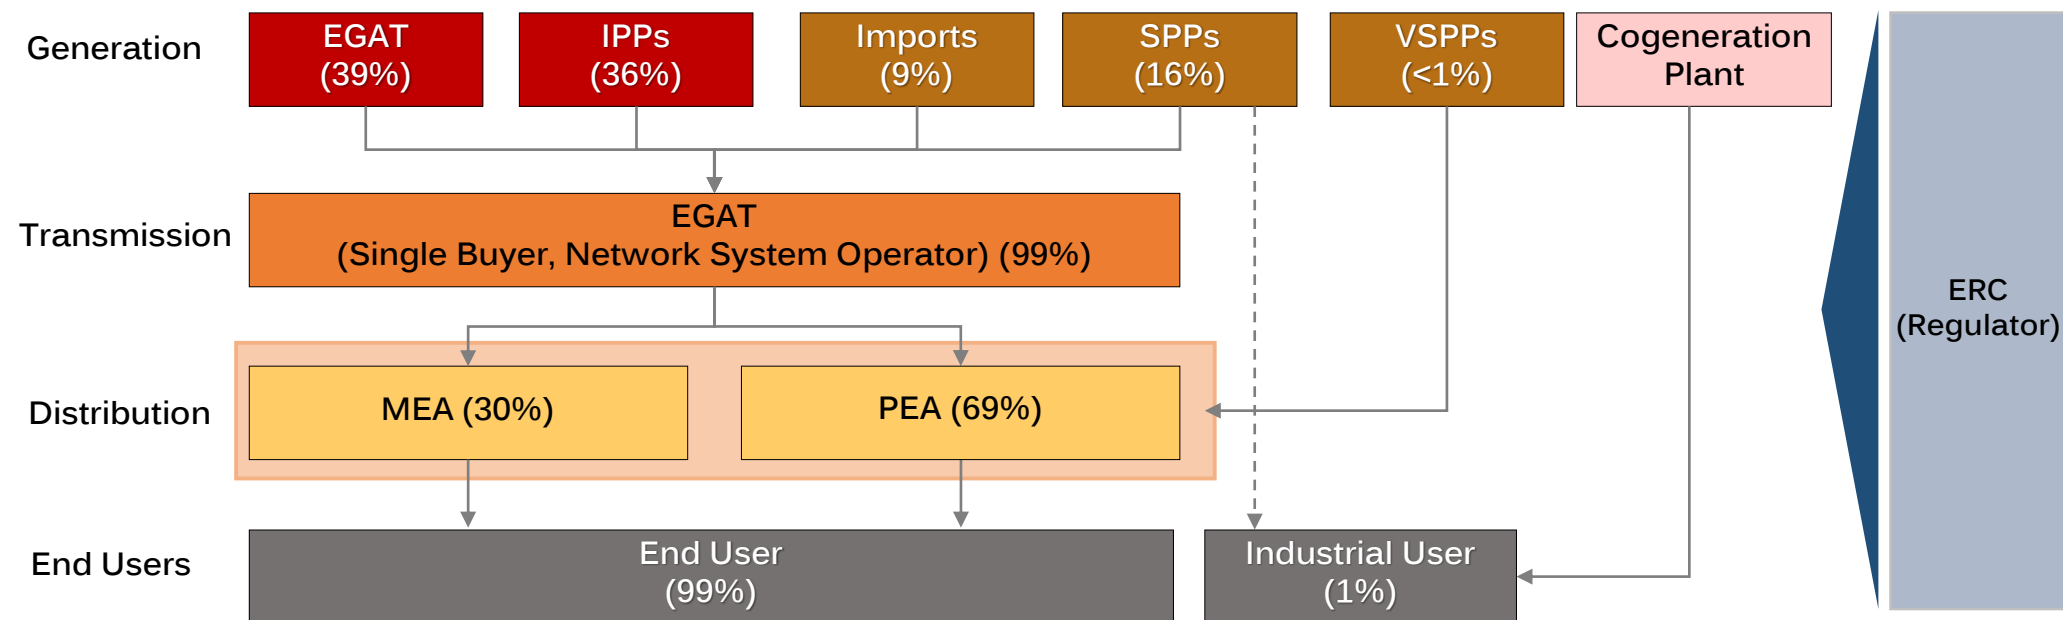 Generation
EGAT
(39%)
IPPs
(36%)
Imports
(9%)
SPPs
(16%)
VSPPs
(<1%)
Cogeneration
Plant
Transmission
EGAT
(Single Buyer, Network System Operator) (99%)
ERC
(Regulator)
Distribution
MEA (30%)
PEA (69%)
End Users
End User
(99%)
Industrial User
(1%)